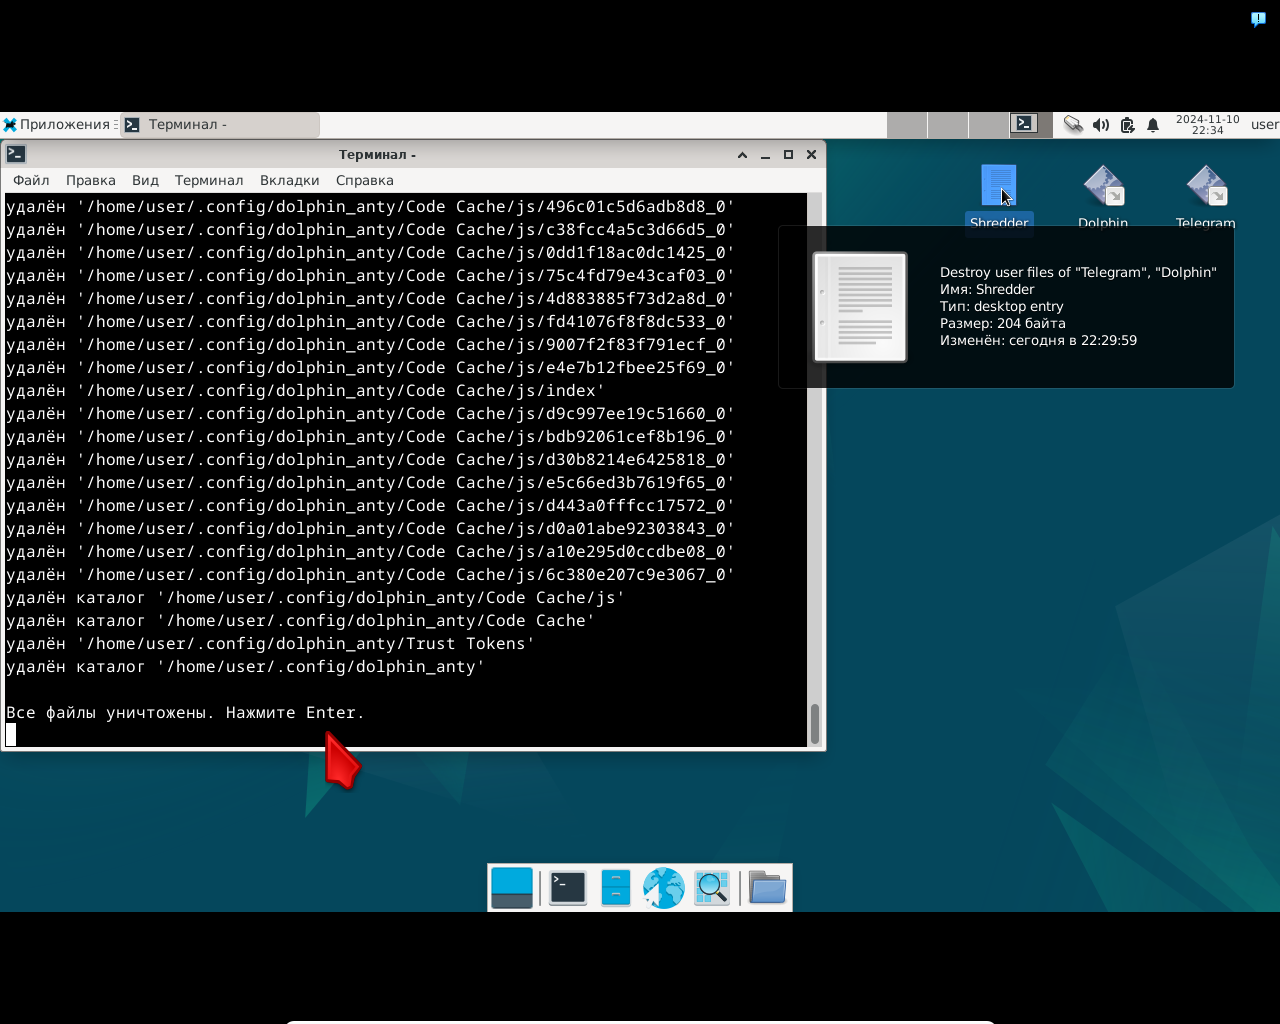 Приложения
Терминал -
2024-11-10
22:34
user
Терминал -
Файл Правка Вид Терминал Вкладки Справка
удалён '/home/user/.config/dolphin_anty/Code Cache/js/496c01c5d6adb8d8_0'
удалён '/home/user/.config/dolphin_anty/Code Cache/js/c38fcc4a5c3d66d5_0'
удалён '/home/user/.config/dolphin_anty/Code Cache/js/0dd1f18ac0dc1425_0'
удалён '/home/user/.config/dolphin_anty/Code Cache/js/75c4fd79e43caf03_0'
удалён '/home/user/.config/dolphin_anty/Code Cache/js/4d883885f73d2a8d_0'
удалён '/home/user/.config/dolphin_anty/Code Cache/js/fd41076f8f8dc533_0'
удалён '/home/user/.config/dolphin_anty/Code Cache/js/9007f2f83f791ecf_0'
удалён '/home/user/.config/dolphin_anty/Code Cache/js/e4e7b12fbee25f69_0'
удалён '/home/user/.config/dolphin_anty/Code Cache/js/index'
удалён '/home/user/.config/dolphin_anty/Code Cache/js/d9c997ee19c51660_0'
удалён '/home/user/.config/dolphin_anty/Code Cache/js/bdb92061cef8b196_0'
удалён '/home/user/.config/dolphin_anty/Code Cache/js/d30b8214e6425818_0'
удалён '/home/user/.config/dolphin_anty/Code Cache/js/e5c66ed3b7619f65_0'
удалён '/home/user/.config/dolphin_anty/Code Cache/js/d443a0fffcc17572_0'
удалён '/home/user/.config/dolphin_anty/Code Cache/js/d0a01abe92303843_0'
удалён '/home/user/.config/dolphin_anty/Code Cache/js/a10e295d0ccdbe08_0'
удалён '/home/user/.config/dolphin_anty/Code Cache/js/6c380e207c9e3067_0'
удалён каталог '/home/user/.config/dolphin_anty/Code Cache/js'
удалён каталог '/home/user/.config/dolphin_anty/Code Cache'
удалён '/home/user/.config/dolphin_anty/Trust Tokens'
удалён каталог '/home/user/.config/dolphin_anty'
Все файлы уничтожены. Нажмите Enter.
Shredder
Dolphin
Telegram
Destroy user files of "Telegram", "Dolphin"
Имя: Shredder
Тип: desktop entry
Размер: 204 байта
Изменён: сегодня в 22:29:59